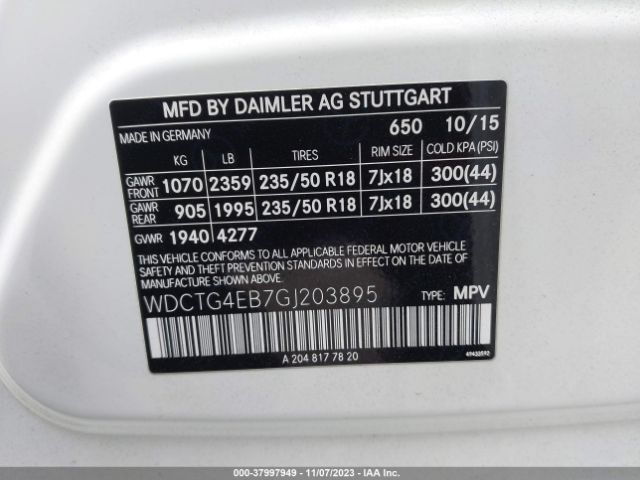 MFD BY DAIMLER AG STUTTGART
MADE IN GERMANY 650 10/15
KG LB TIRES RIM SIZE COLD KPA (PSI)
GAWR FRONT 1070 2359 235/50 R18 7Jx18 300(44)
GAWR REAR 905 1995 235/50 R18 7Jx18 300(44)
GVWR 1940 4277
THIS VEHICLE CONFORMS TO ALL APPLICABLE FEDERAL MOTOR VEHICLE
SAFETY AND THEFT PREVENTION STANDARDS IN EFFECT ON THE DATE OF
MANUFACTURE SHOWN ABOVE.
WDCTG4EB7GJ203895 TYPE: MPV
A 204 817 78 20
© - 37997949 - 11/07/2023 - IAA Inc.